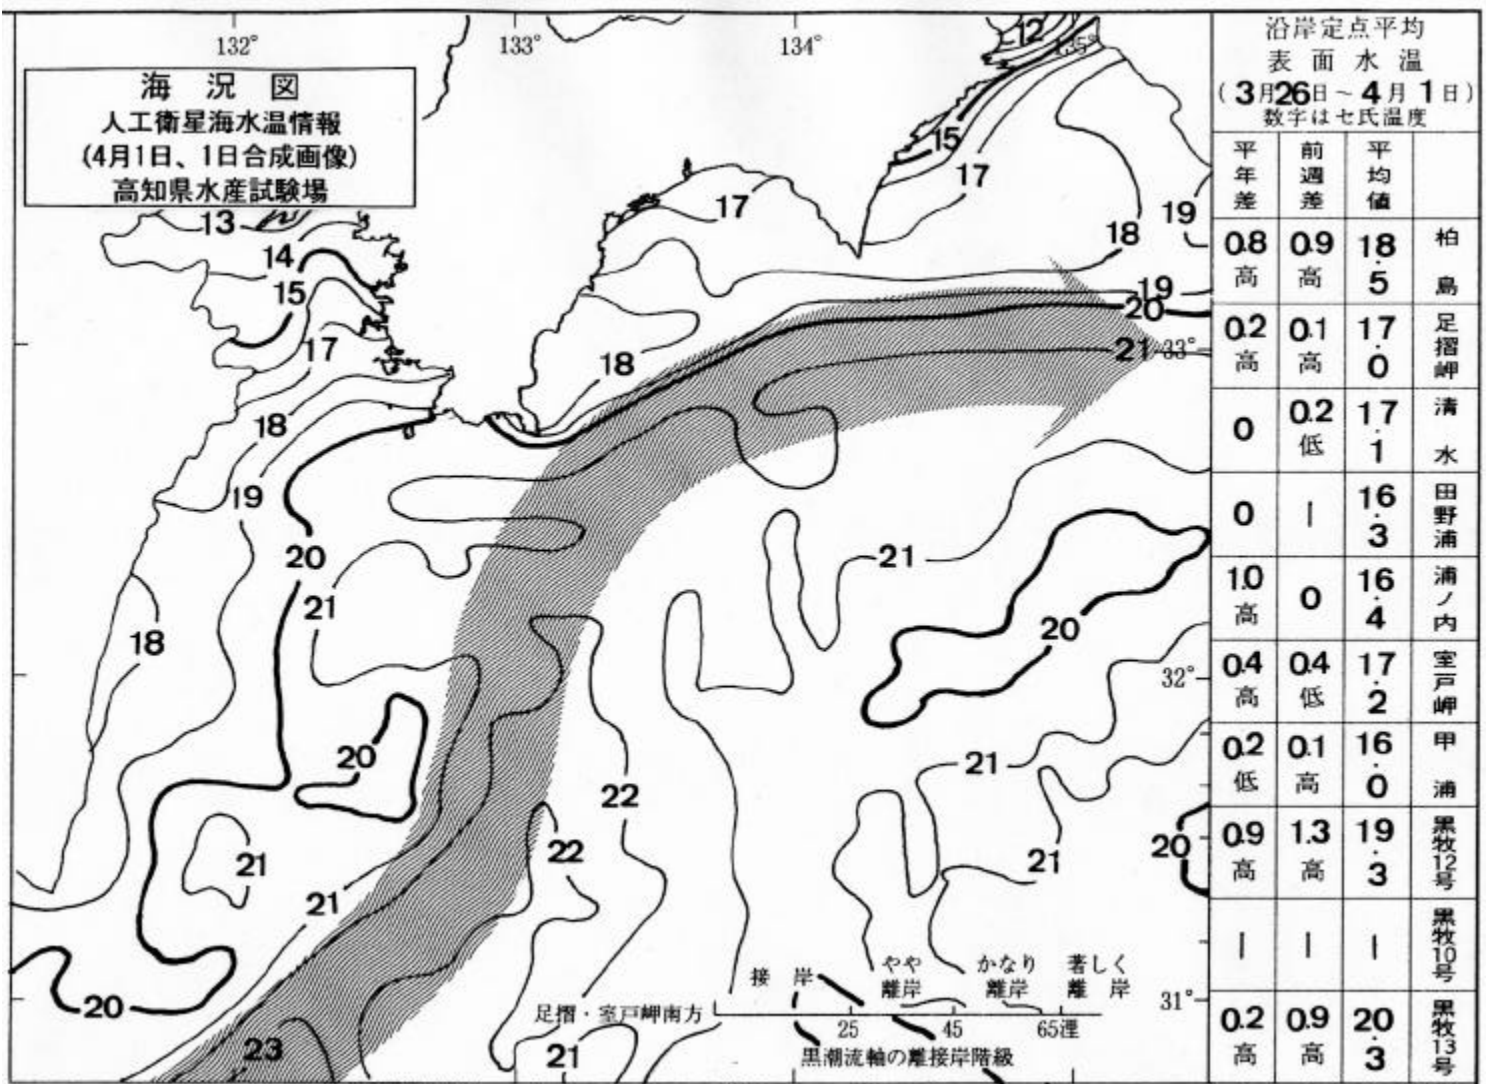 海況図
人工衛星海水温情報
(4月1日、1日合成画像)
高知県水産試験場
132°
133°
134°
135°
12
15
17
17
18
19
13
14
15
17
18
19
20
21
18
18
19
20
21
33°
21
20
32°
20
22
22
21
21
20
21
21
20
23
21
31°
接岸
やや離岸
かなり離岸
著しく離岸
足摺・室戸岬南方
25
45
65浬
黒潮流軸の離接岸階級
沿岸定点平均
表面水温
(3月26日~4月1日)
数字はセ氏温度
平年差 前週差 平均値
0.8高 0.9高 18.5 柏島
0.2高 0.1高 17.0 足摺岬
0 0.2低 17.1 清水
0 — 16.3 田野浦
1.0高 0 16.4 浦ノ内
0.4高 0.4低 17.2 室戸岬
0.2低 0.1高 16.0 甲浦
0.9高 1.3高 19.3 黒牧12号
— — — 黒牧10号
0.2高 0.9高 20.3 黒牧13号